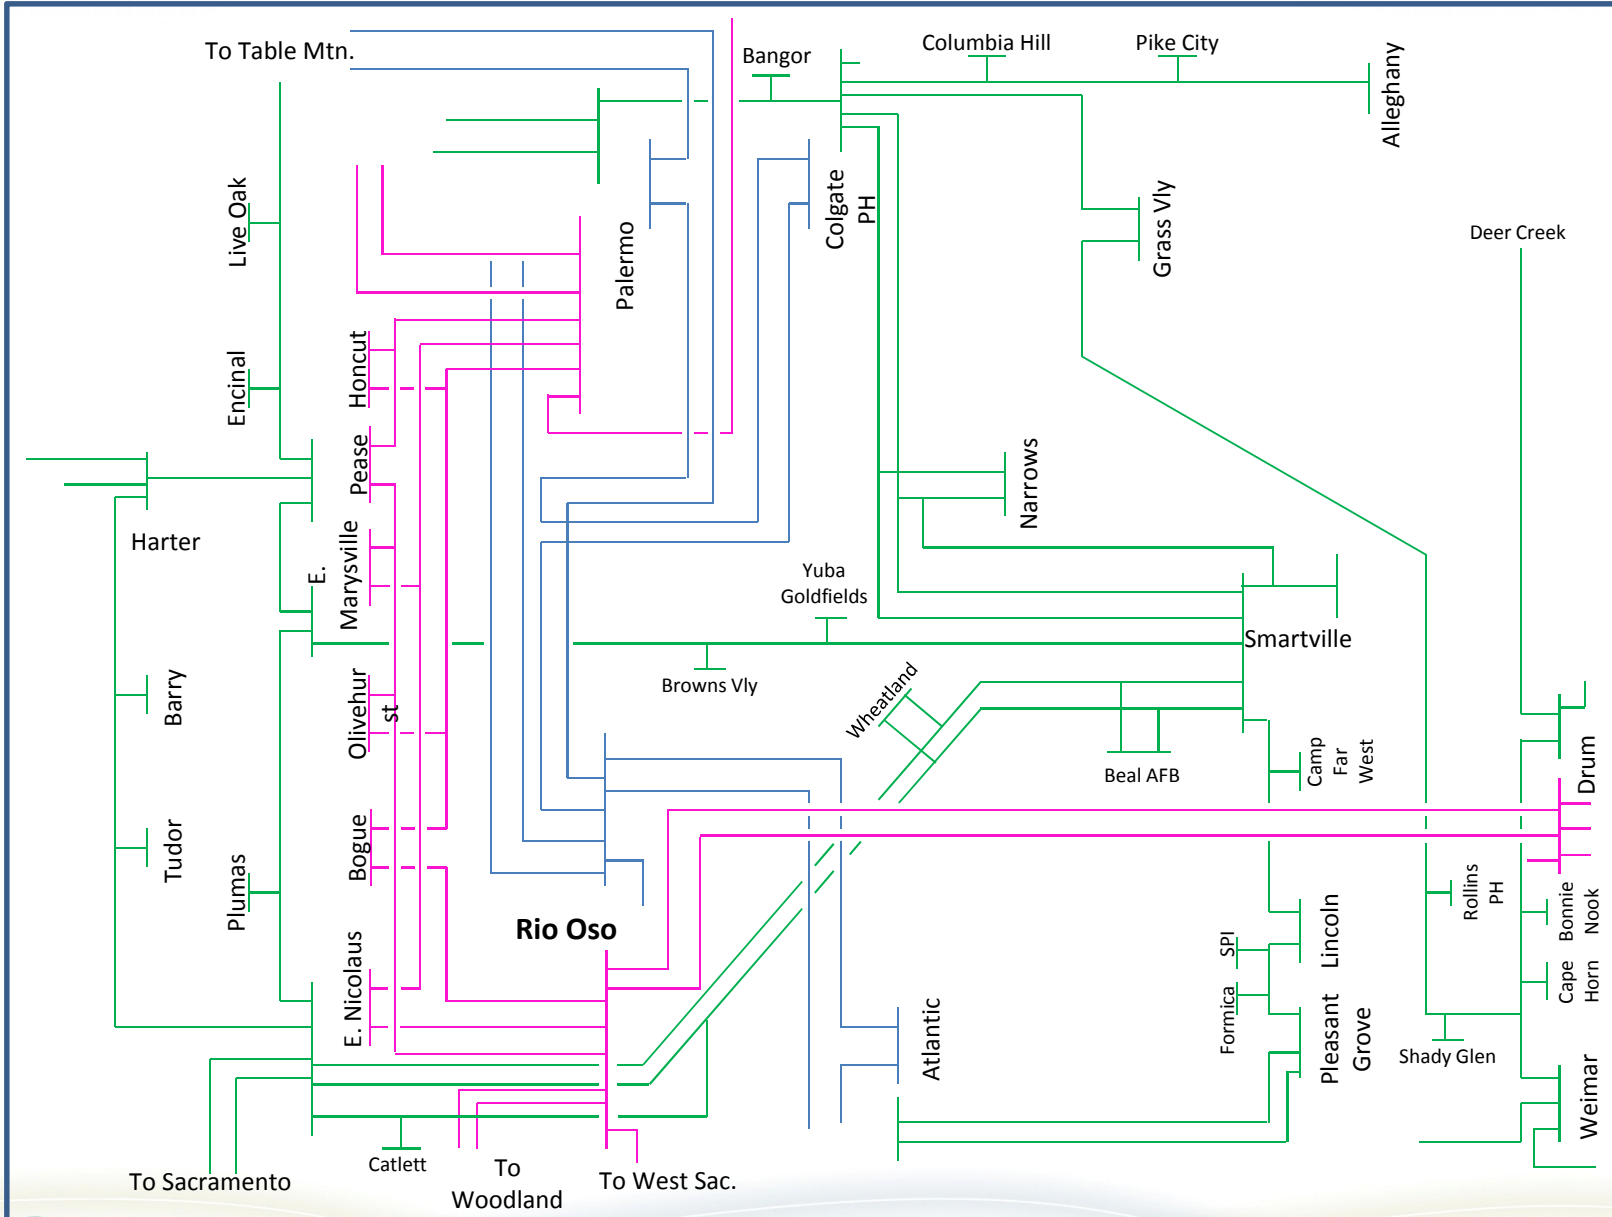 To Table Mtn.
Bangor
Columbia Hill
Pike City
Alleghany
Live Oak
Palermo
Colgate
PH
Grass Vly
Deer Creek
Encinal
Honcut
Pease
Harter
E.
Marysville
Narrows
Yuba
Goldfields
Smartville
Browns Vly
Wheatland
Beal AFB
Camp
Far
West
Barry
Olivehur
st
Drum
Tudor
Plumas
Bogue
Rio Oso
Rollins
PH
Bonnie
Nook
SPI
Lincoln
E. Nicolaus
Cape
Horn
Formica
Atlantic
Pleasant
Grove
Shady Glen
Weimar
Catlett
To Sacramento
To
Woodland
To West Sac.